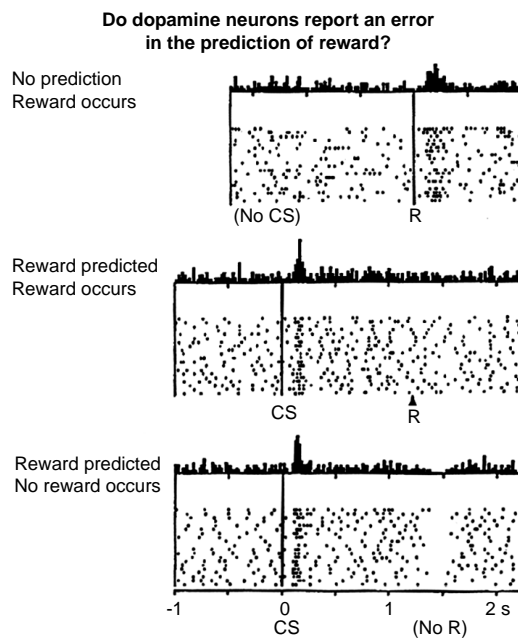 Do dopamine neurons report an error
in the prediction of reward?
No prediction
Reward occurs
(No CS)
R
Reward predicted
Reward occurs
CS
R
Reward predicted
No reward occurs
-1
0
1
2 s
CS
(No R)